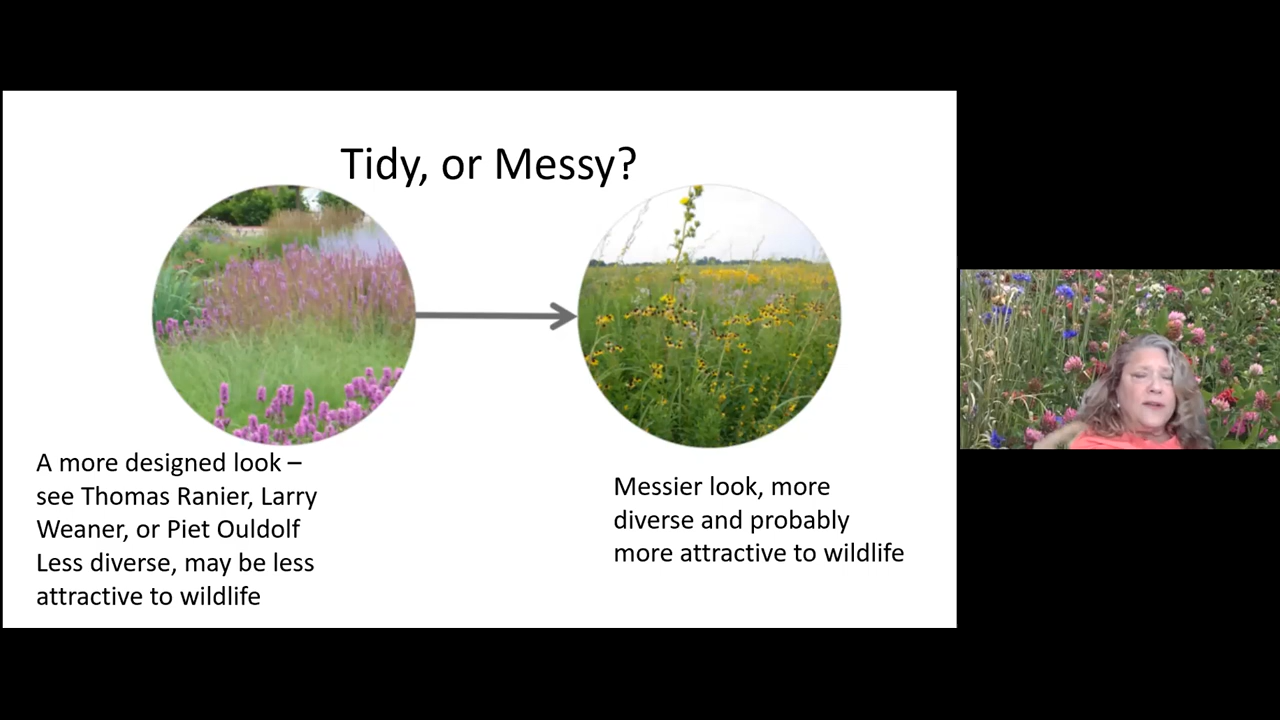 Tidy, or Messy?
A more designed look –
see Thomas Ranier, Larry
Weaner, or Piet Ouldolf
Less diverse, may be less
attractive to wildlife
Messier look, more
diverse and probably
more attractive to wildlife